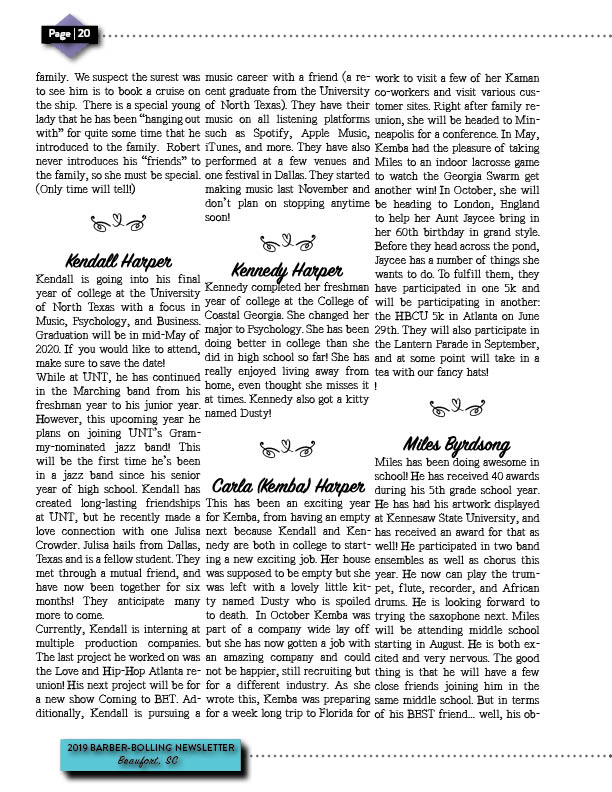 Page | 20
family. We suspect the surest was
to see him is to book a cruise on
the ship. There is a special young
lady that he has been “hanging out
with” for quite some time that he
introduced to the family. Robert
never introduces his “friends” to
the family, so she must be special.
(Only time will tell!)
Kendall Harper
Kendall is going into his final
year of college at the University
of North Texas with a focus in
Music, Psychology, and Business.
Graduation will be in mid-May of
2020. If you would like to attend,
make sure to save the date!
While at UNT, he has continued
in the Marching band from his
freshman year to his junior year.
However, this upcoming year he
plans on joining UNT’s Gram-
my-nominated jazz band! This
will be the first time he’s been
in a jazz band since his senior
year of high school. Kendall has
created long-lasting friendships
at UNT, but he recently made a
love connection with one Julisa
Crowder. Julisa hails from Dallas,
Texas and is a fellow student. They
met through a mutual friend, and
have now been together for six
months! They anticipate many
more to come.
Currently, Kendall is interning at
multiple production companies.
The last project he worked on was
the Love and Hip-Hop Atlanta re-
union! His next project will be for
a new show Coming to BET. Ad-
ditionally, Kendall is pursuing a
music career with a friend (a re-
cent graduate from the University
of North Texas). They have their
music on all listening platforms
such as Spotify, Apple Music,
iTunes, and more. They have also
performed at a few venues and
one festival in Dallas. They started
making music last November and
don’t plan on stopping anytime
soon!
Kennedy Harper
Kennedy completed her freshman
year of college at the College of
Coastal Georgia. She changed her
major to Psychology. She has been
doing better in college than she
did in high school so far! She has
really enjoyed living away from
home, even thought she misses it
at times. Kennedy also got a kitty
named Dusty!
Carla (Kemba) Harper
This has been an exciting year
for Kemba, from having an empty
next because Kendall and Ken-
nedy are both in college to start-
ing a new exciting job. Her house
was supposed to be empty but she
was left with a lovely little kit-
ty named Dusty who is spoiled
to death. In October Kemba was
part of a company wide lay off
but she has now gotten a job with
an amazing company and could
not be happier, still recruiting but
for a different industry. As she
wrote this, Kemba was preparing
for a week long trip to Florida for
work to visit a few of her Kaman
co-workers and visit various cus-
tomer sites. Right after family re-
union, she will be headed to Min-
neapolis for a conference. In May,
Kemba had the pleasure of taking
Miles to an indoor lacrosse game
to watch the Georgia Swarm get
another win! In October, she will
be heading to London, England
to help her Aunt Jaycee bring in
her 60th birthday in grand style.
Before they head across the pond,
Jaycee has a number of things she
wants to do. To fulfill them, they
have participated in one 5k and
will be participating in another:
the HBCU 5k in Atlanta on June
29th. They will also participate in
the Lantern Parade in September,
and at some point will take in a
tea with our fancy hats!
!
Miles Byrdsong
Miles has been doing awesome in
school! He has received 40 awards
during his 5th grade school year.
He has had his artwork displayed
at Kennesaw State University, and
has received an award for that as
well! He participated in two band
ensembles as well as chorus this
year. He now can play the trum-
pet, flute, recorder, and African
drums. He is looking forward to
trying the saxophone next. Miles
will be attending middle school
starting in August. He is both ex-
cited and very nervous. The good
thing is that he will have a few
close friends joining him in the
same middle school. But in terms
of his BEST friend... well, his ob-
2019 BARBER-BOLLING NEWSLETTER
Beaufort, SC